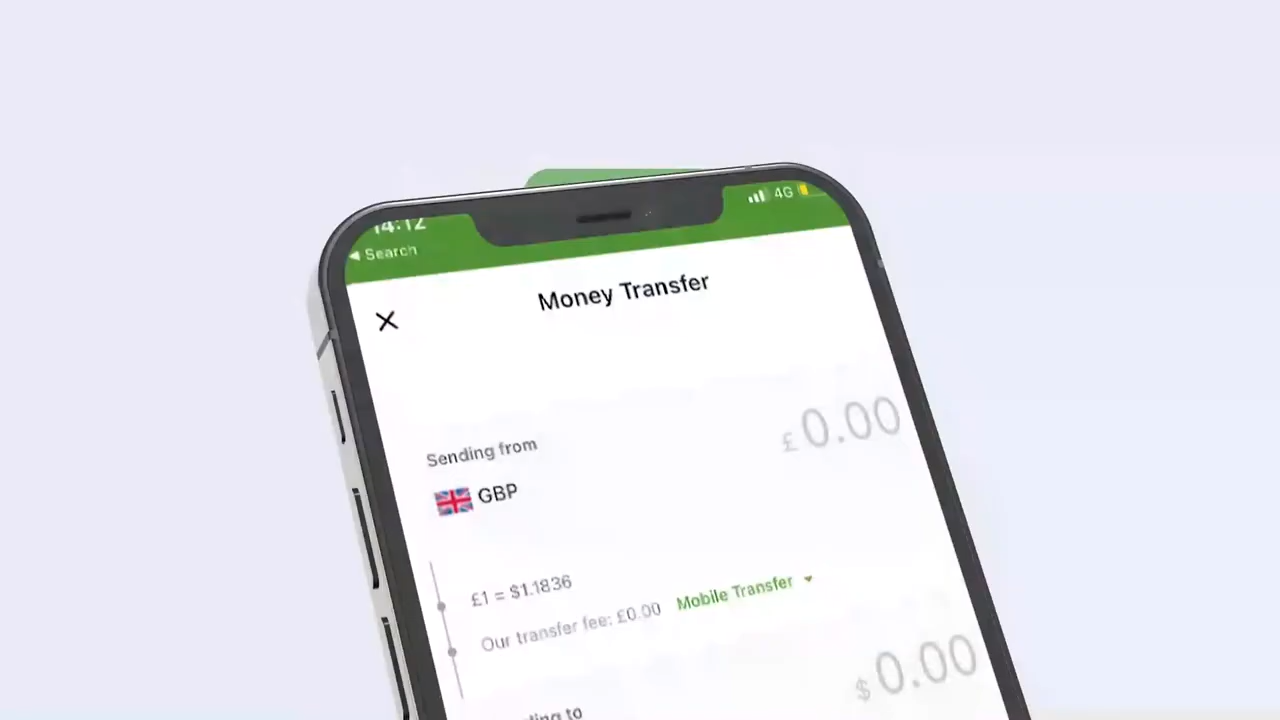 14:12
4G
Search
Money Transfer
Sending from
£ 0.00
GBP
£1 = $1.1836
Our transfer fee: £0.00 Mobile Transfer
$ 0.00
to